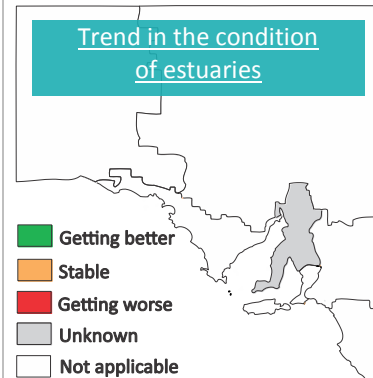 Trend in the condition
of estuaries
Getting better
Stable
Getting worse
Unknown
Not applicable